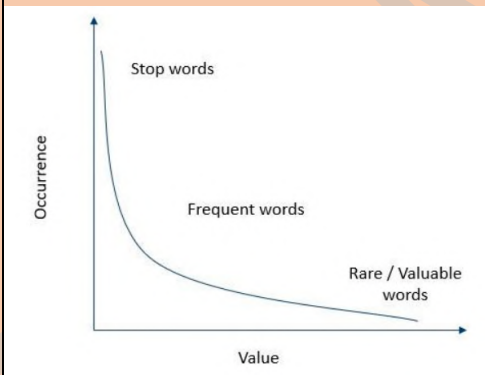 Stop words
Occurrence
Frequent words
Rare / Valuable
words
Value